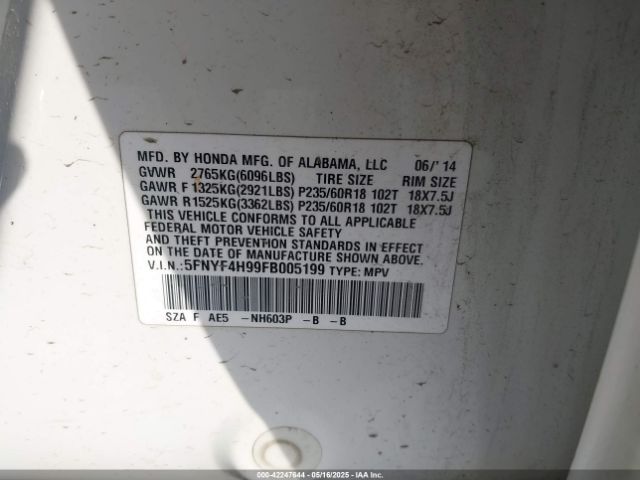 MFD. BY HONDA MFG. OF ALABAMA, LLC 06/'14
GVWR 2765KG(6096LBS) TIRE SIZE RIM SIZE
GAWR F 1325KG(2921LBS) P235/60R18 102T 18X7.5J
GAWR R 1525KG(3362LBS) P235/60R18 102T 18X7.5J
THIS VEHICLE CONFORMS TO ALL APPLICABLE
FEDERAL MOTOR VEHICLE SAFETY
AND THEFT PREVENTION STANDARDS IN EFFECT
ON THE DATE OF MANUFACTURE SHOWN ABOVE.
V.I.N.: 5FNYF4H99FB005199 TYPE: MPV
SZA F AE5 -NH603P -B -B
000-42247644 - 05/16/2025 - IAA Inc.